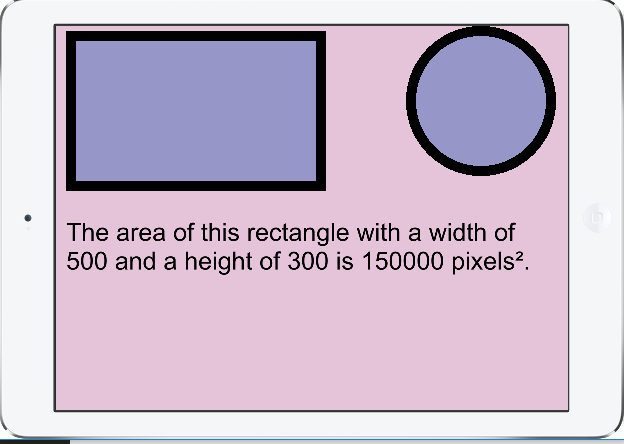 The area of this rectangle with a width of
500 and a height of 300 is 150000 pixels².